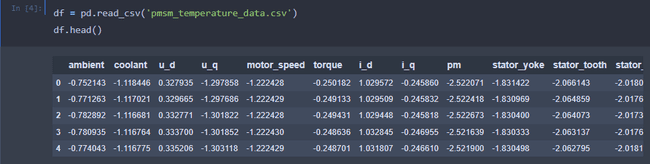 In [4]: df = pd.read_csv('pmsm_temperature_data.csv')
df.head()
ambient coolant u_d u_q motor_speed torque i_d i_q pm stator_yoke stator_tooth stator_
0 -0.752143 -1.118446 0.327935 -1.297858 -1.222428 -0.250182 1.029572 -0.245860 -2.522071 -1.831422 -2.066143 -2.0180
1 -0.771263 -1.117021 0.329665 -1.297686 -1.222429 -0.249133 1.029509 -0.245832 -2.522418 -1.830969 -2.064859 -2.0176
2 -0.782892 -1.116681 0.332771 -1.301822 -1.222428 -0.249431 1.029448 -0.245818 -2.522673 -1.830400 -2.064073 -2.0173
3 -0.780935 -1.116764 0.333700 -1.301852 -1.222430 -0.248636 1.032845 -0.246955 -2.521639 -1.830333 -2.063137 -2.0176
4 -0.774043 -1.116775 0.335206 -1.303118 -1.222429 -0.248701 1.031807 -0.246610 -2.521900 -1.830498 -2.062795 -2.0181